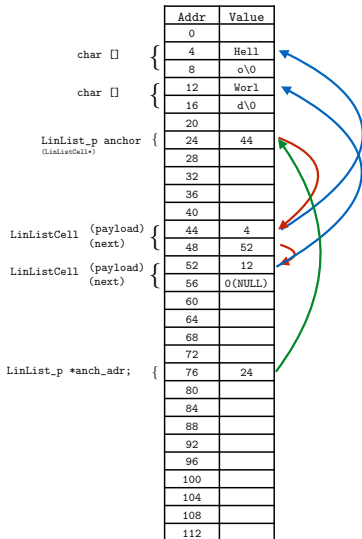 Addr Value
0
char [] { 4 Hell
8 o\0
char [] { 12 Worl
16 d\0
20
LinList_p anchor { 24 44
(LinListCell*)
28
32
36
40
LinListCell (payload) { 44 4
(next) 48 52
LinListCell (payload) { 52 12
(next) 56 0(NULL)
60
64
68
72
LinList_p *anch_adr; { 76 24
80
84
88
92
96
100
104
108
112